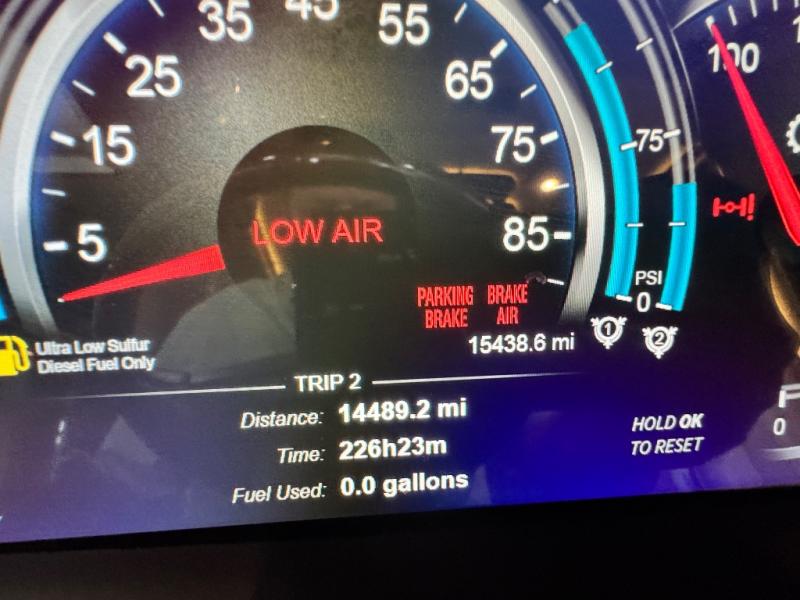 35
45
55
25
65
15
75
5
85
LOW AIR
PARKING BRAKE
BRAKE AIR
15438.6 mi
75
PSI
0
1
2
100
Ultra Low Sulfur
Diesel Fuel Only
TRIP 2
Distance: 14489.2 mi
Time: 226h23m
Fuel Used: 0.0 gallons
HOLD OK
TO RESET
0